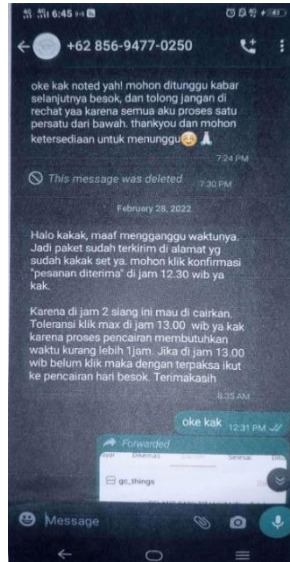 6:45
+62 856-9477-0250
oke kak noted yah! mohon ditunggu kabar
selanjutnya besok, dan tolong jangan di
rechat yaa karena semua aku proses satu
persatu dari bawah. thankyou dan mohon
ketersediaan untuk menunggu😊🙏🏻
7:24 PM
This message was deleted 7:30 PM
February 28, 2022
Halo kakak, maaf mengganggu waktunya.
Jadi paket sudah terkirim di alamat yg
sudah kakak set ya. mohon klik konfirmasi
"pesanan diterima" di jam 12.30 wib ya
kak.
Karena di jam 2 siang ini mau di cairkan.
Toleransi klik max di jam 13.00 wib ya kak
karena proses pencairan membutuhkan
waktu kurang lebih 1jam. Jika di jam 13.00
wib belum klik maka dengan terpaksa ikut
ke pencairan hari besok. Terimakasih
8:35 AM
oke kak 12:31 PM
Forwarded
Dikemas Selesai
gc_things
Message